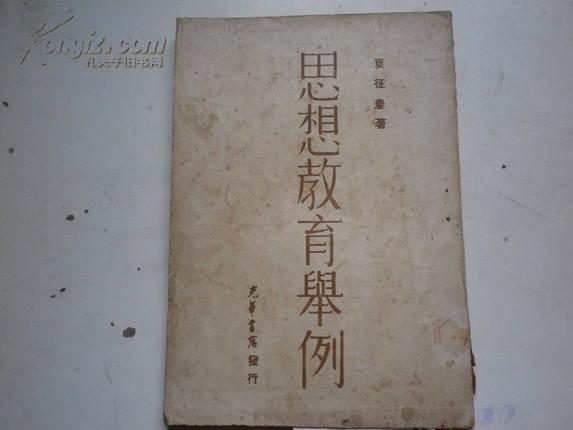 Kongfz.com
孔夫子旧书网
夏征農著
思想教育舉例
光華書店發行